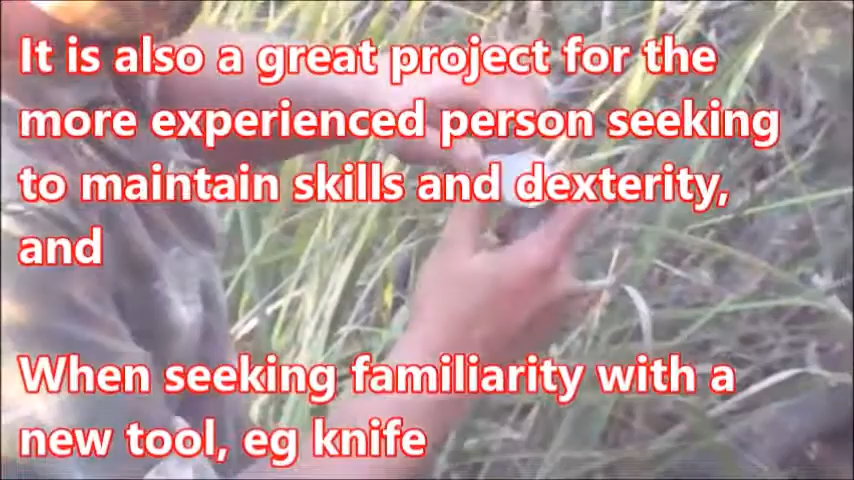 It is also a great project for the
more experienced person seeking
to maintain skills and dexterity,
and
When seeking familiarity with a
new tool, eg knife